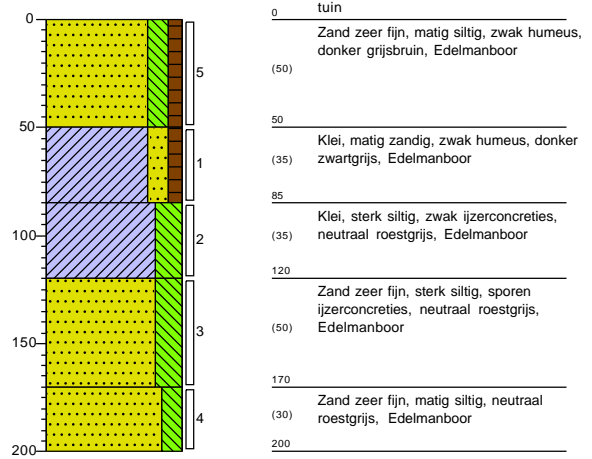 tuin
0
0
Zand zeer fijn, matig siltig, zwak humeus,
donker grijsbruin, Edelmanboor
(50)
5
50
50
Klei, matig zandig, zwak humeus, donker
zwartgrijs, Edelmanboor
(35)
1
85
Klei, sterk siltig, zwak ijzerconcreties,
neutraal roestgrijs, Edelmanboor
(35)
2
100
120
Zand zeer fijn, sterk siltig, sporen
ijzerconcreties, neutraal roestgrijs,
Edelmanboor
(50)
3
150
170
Zand zeer fijn, matig siltig, neutraal
roestgrijs, Edelmanboor
(30)
4
200
200